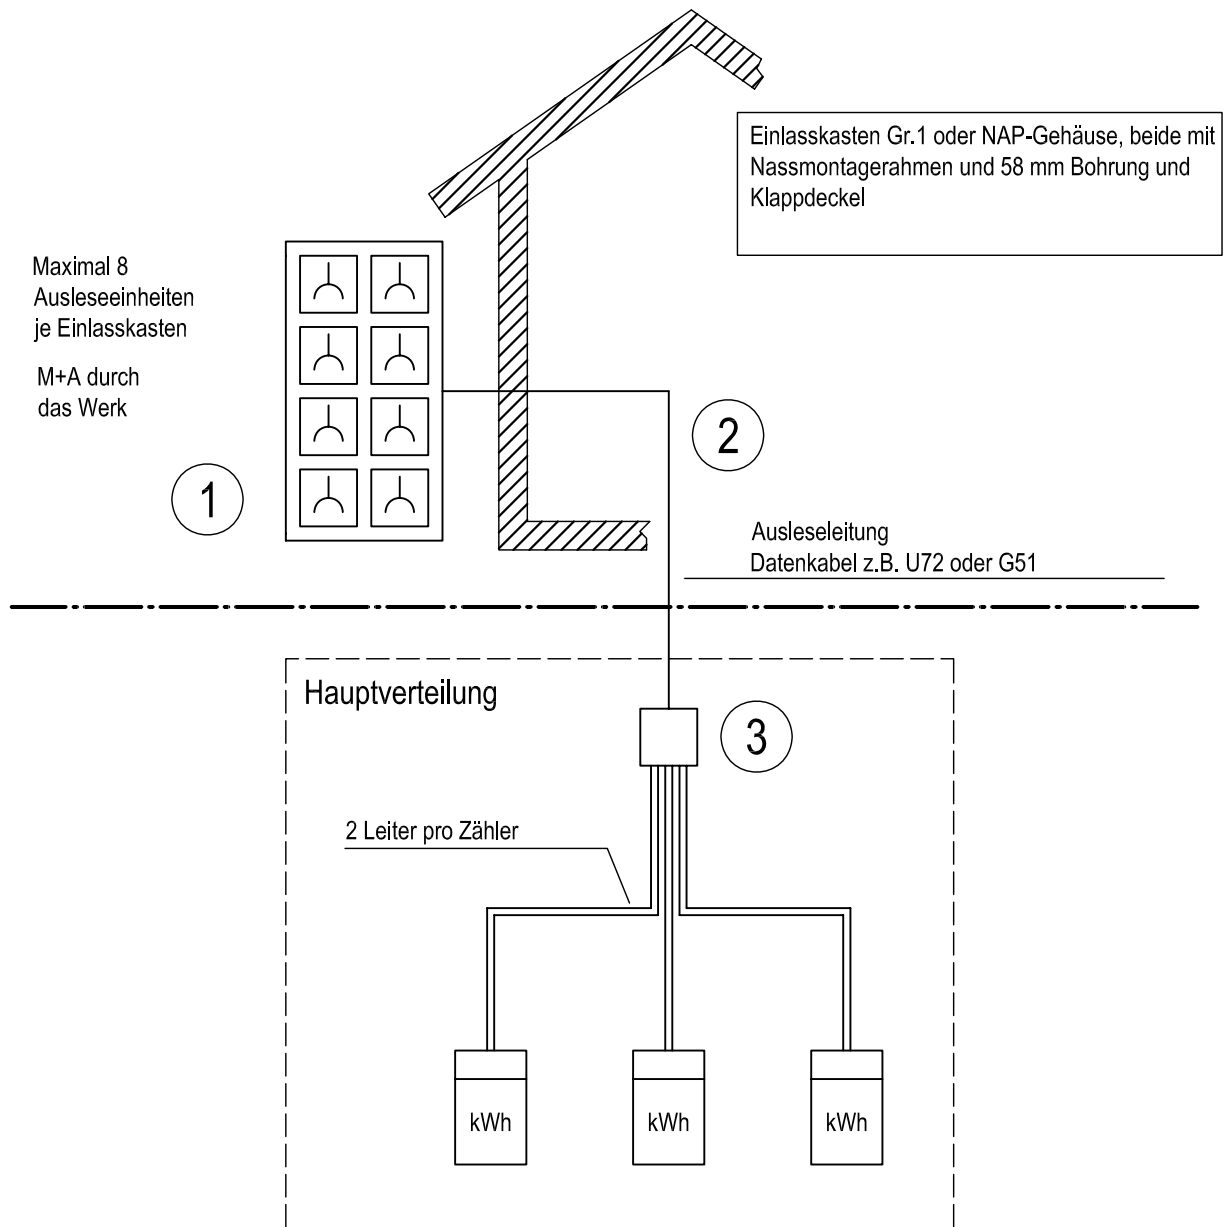 Einlasskasten Gr.1 oder NAP-Gehäuse, beide mit
Nassmontagerahmen und 58 mm Bohrung und
Klappdeckel
Maximal 8
Ausleseeinheiten
je Einlasskasten
M+A durch
das Werk
1
2
Ausleseleitung
Datenkabel z.B. U72 oder G51
Hauptverteilung
3
2 Leiter pro Zähler
kWh
kWh
kWh